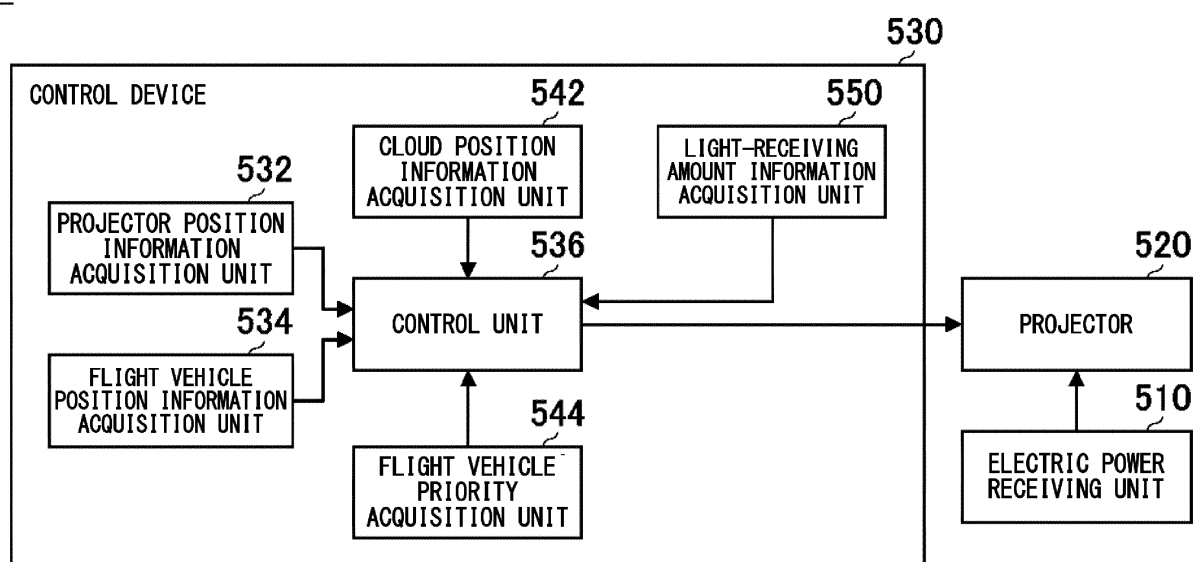 530
CONTROL DEVICE
542
CLOUD POSITION
INFORMATION
ACQUISITION UNIT
550
LIGHT-RECEIVING
AMOUNT INFORMATION
ACQUISITION UNIT
532
PROJECTOR POSITION
INFORMATION
ACQUISITION UNIT
536
CONTROL UNIT
520
PROJECTOR
534
FLIGHT VEHICLE
POSITION INFORMATION
ACQUISITION UNIT
544
FLIGHT VEHICLE
PRIORITY
ACQUISITION UNIT
510
ELECTRIC POWER
RECEIVING UNIT